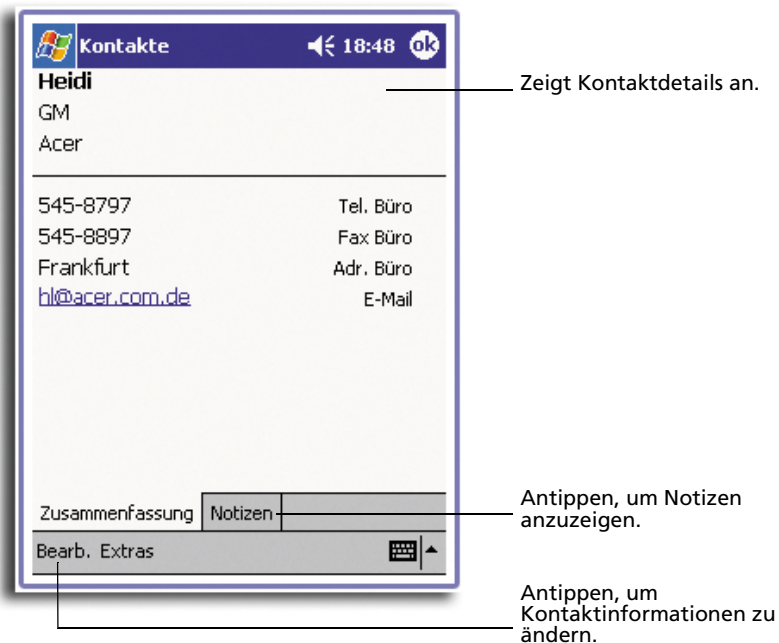 Kontakte 18:48 ok
Heidi
GM
Acer
545-8797 Tel. Büro
545-8897 Fax Büro
Frankfurt Adr. Büro
hl@acer.com.de E-Mail
Zusammenfassung Notizen
Bearb. Extras
Zeigt Kontaktdetails an.
Antippen, um Notizen
anzuzeigen.
Antippen, um
Kontaktinformationen zu
ändern.